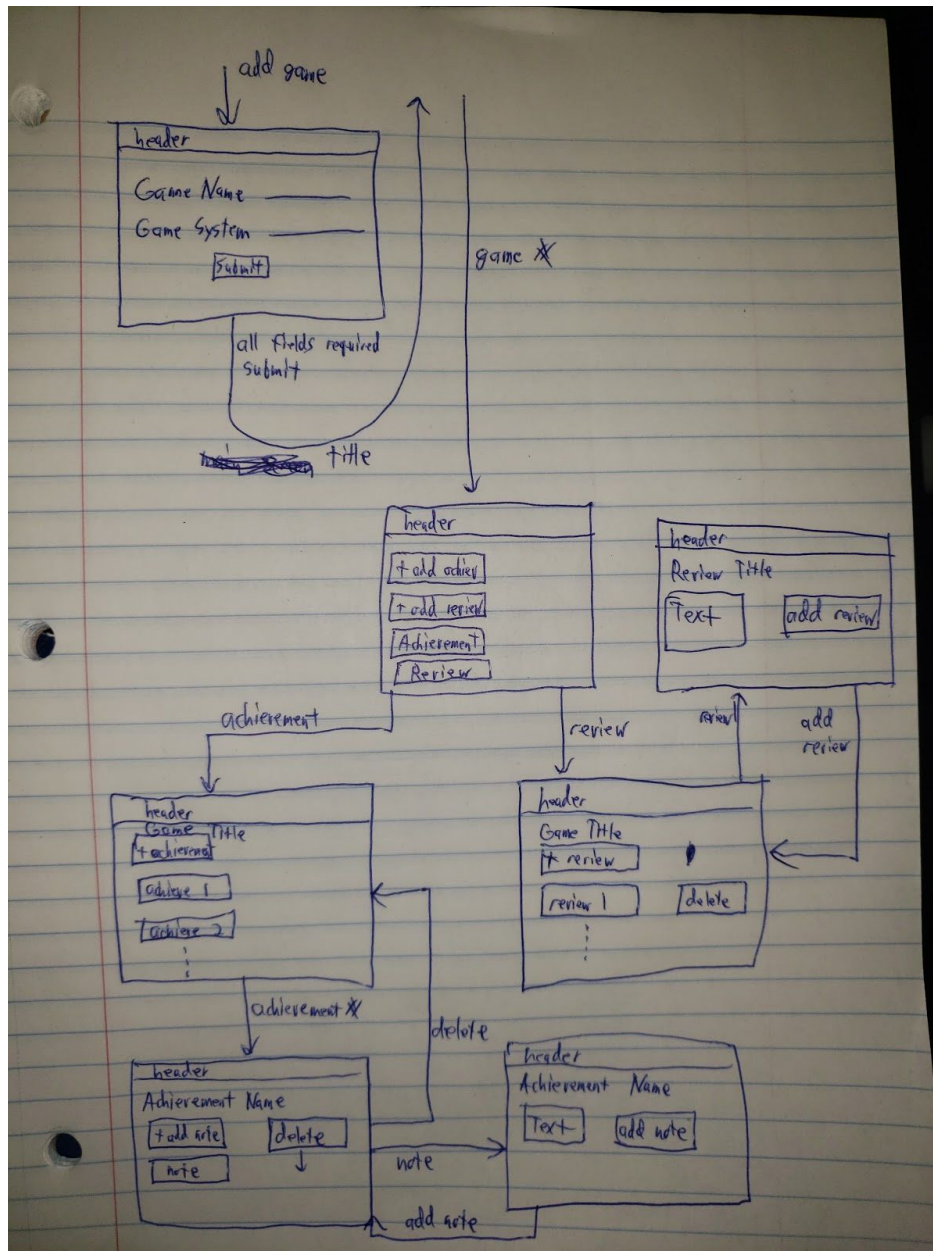 add game
header
Game Name
Game System
Submit
game *
all fields required
submit
title
header
+ add achiev
+ add review
Achievement
Review
header
Review Title
Text
add review
achievement
review
review
add
review
header
Game Title
+ achievemet
achieve 1
achieve 2
header
Game Title
+ review
review 1
delete
achievement *
delete
header
Achievement Name
+ add note
delete
note
note
add note
header
Achievement Name
Text
add note